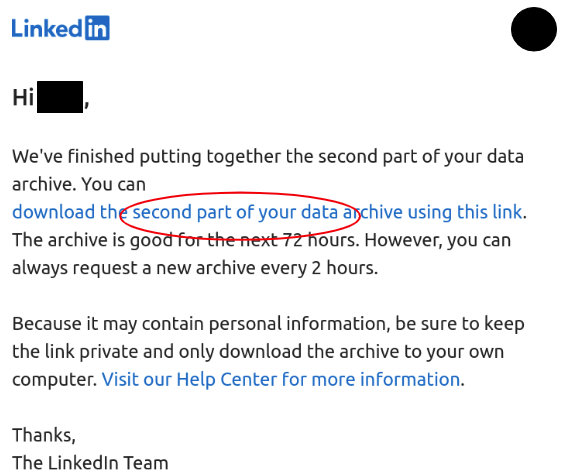 LinkedIn
Hi ,
We've finished putting together the second part of your data
archive. You can
download the second part of your data archive using this link.
The archive is good for the next 72 hours. However, you can
always request a new archive every 2 hours.
Because it may contain personal information, be sure to keep
the link private and only download the archive to your own
computer. Visit our Help Center for more information.
Thanks,
The LinkedIn Team